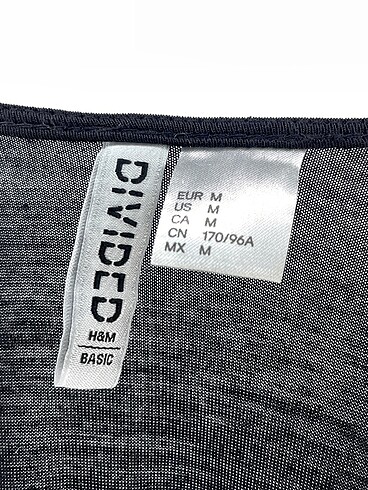 DIVIDED
H&M
BASIC
EUR M
US M
CA M
CN 170/96A
MX M